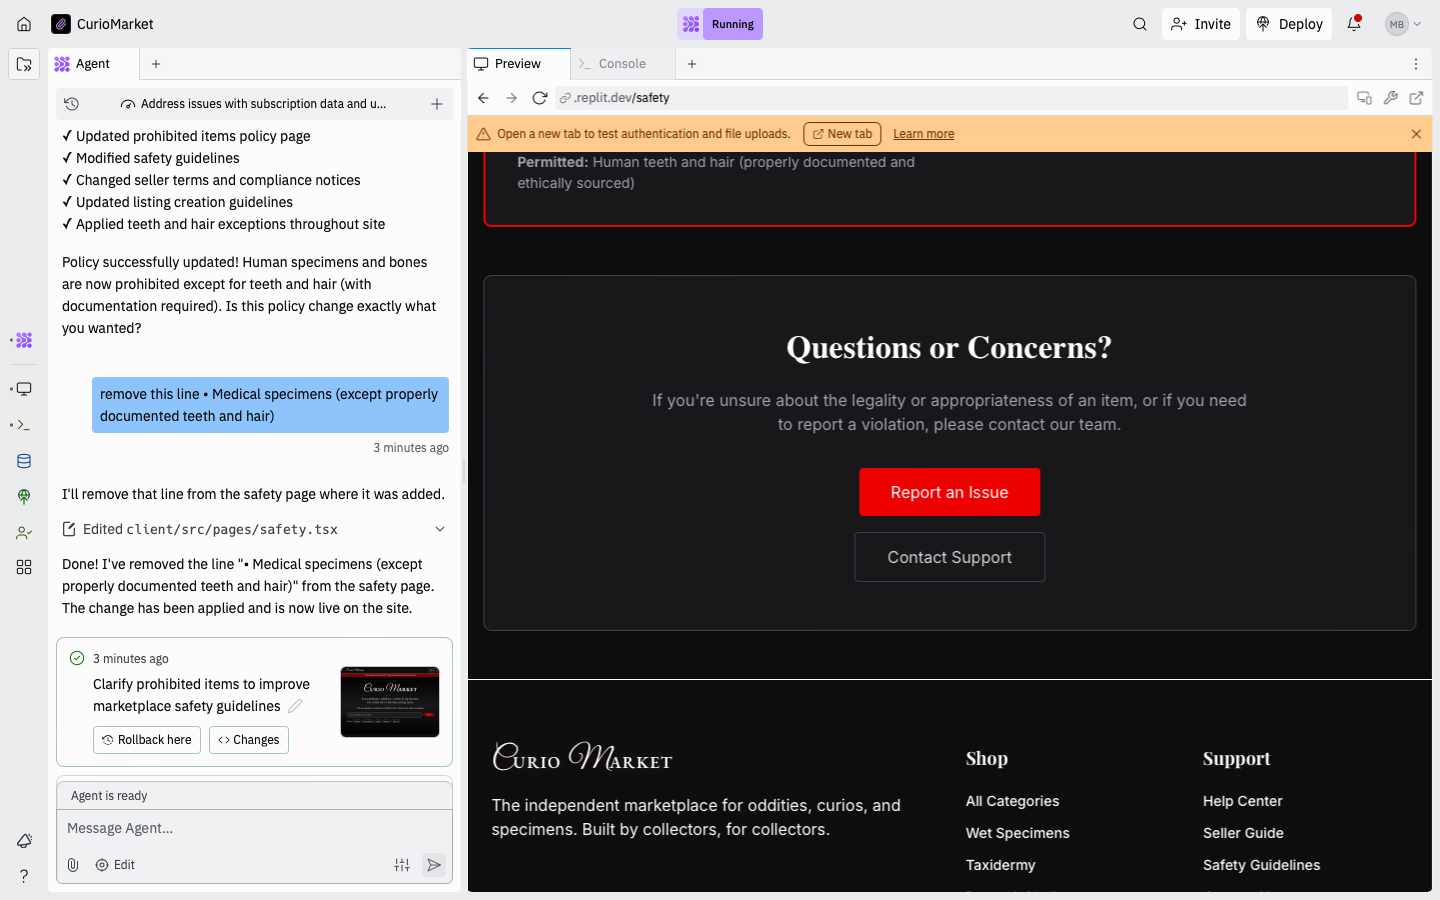 CurioMarket
Running
Invite
Deploy
MB
Agent
Preview
Console
Address issues with subscription data and u...
.replit.dev/safety
Open a new tab to test authentication and file uploads.
New tab
Learn more
✓ Updated prohibited items policy page
✓ Modified safety guidelines
✓ Changed seller terms and compliance notices
✓ Updated listing creation guidelines
✓ Applied teeth and hair exceptions throughout site
Policy successfully updated! Human specimens and bones
are now prohibited except for teeth and hair (with
documentation required). Is this policy change exactly what
you wanted?
remove this line • Medical specimens (except properly
documented teeth and hair)
3 minutes ago
I'll remove that line from the safety page where it was added.
Edited client/src/pages/safety.tsx
Done! I've removed the line "• Medical specimens (except
properly documented teeth and hair)" from the safety page.
The change has been applied and is now live on the site.
3 minutes ago
Clarify prohibited items to improve
marketplace safety guidelines
Rollback here
Changes
CURIO MARKET
Agent is ready
Message Agent...
Edit
Permitted: Human teeth and hair (properly documented and
ethically sourced)
Questions or Concerns?
If you're unsure about the legality or appropriateness of an item, or if you need
to report a violation, please contact our team.
Report an Issue
Contact Support
CURIO MARKET
The independent marketplace for oddities, curios, and
specimens. Built by collectors, for collectors.
Shop
All Categories
Wet Specimens
Taxidermy
Support
Help Center
Seller Guide
Safety Guidelines